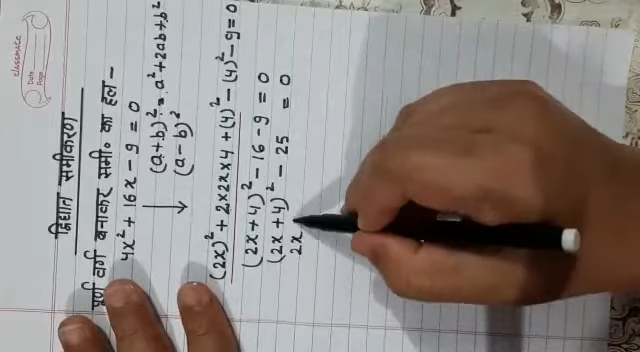 classmate
Date
Page
द्विघात समीकरण
पूर्ण वर्ग बनाकर समी० का हल -
4x² + 16x - 9 = 0
(a+b)² = a² + 2ab + b²
(a-b)²
(2x)² + 2×2x×4 + (4)² - (4)² - 9 = 0
(2x+4)² - 16 - 9 = 0
(2x+4)² - 25 = 0
2x